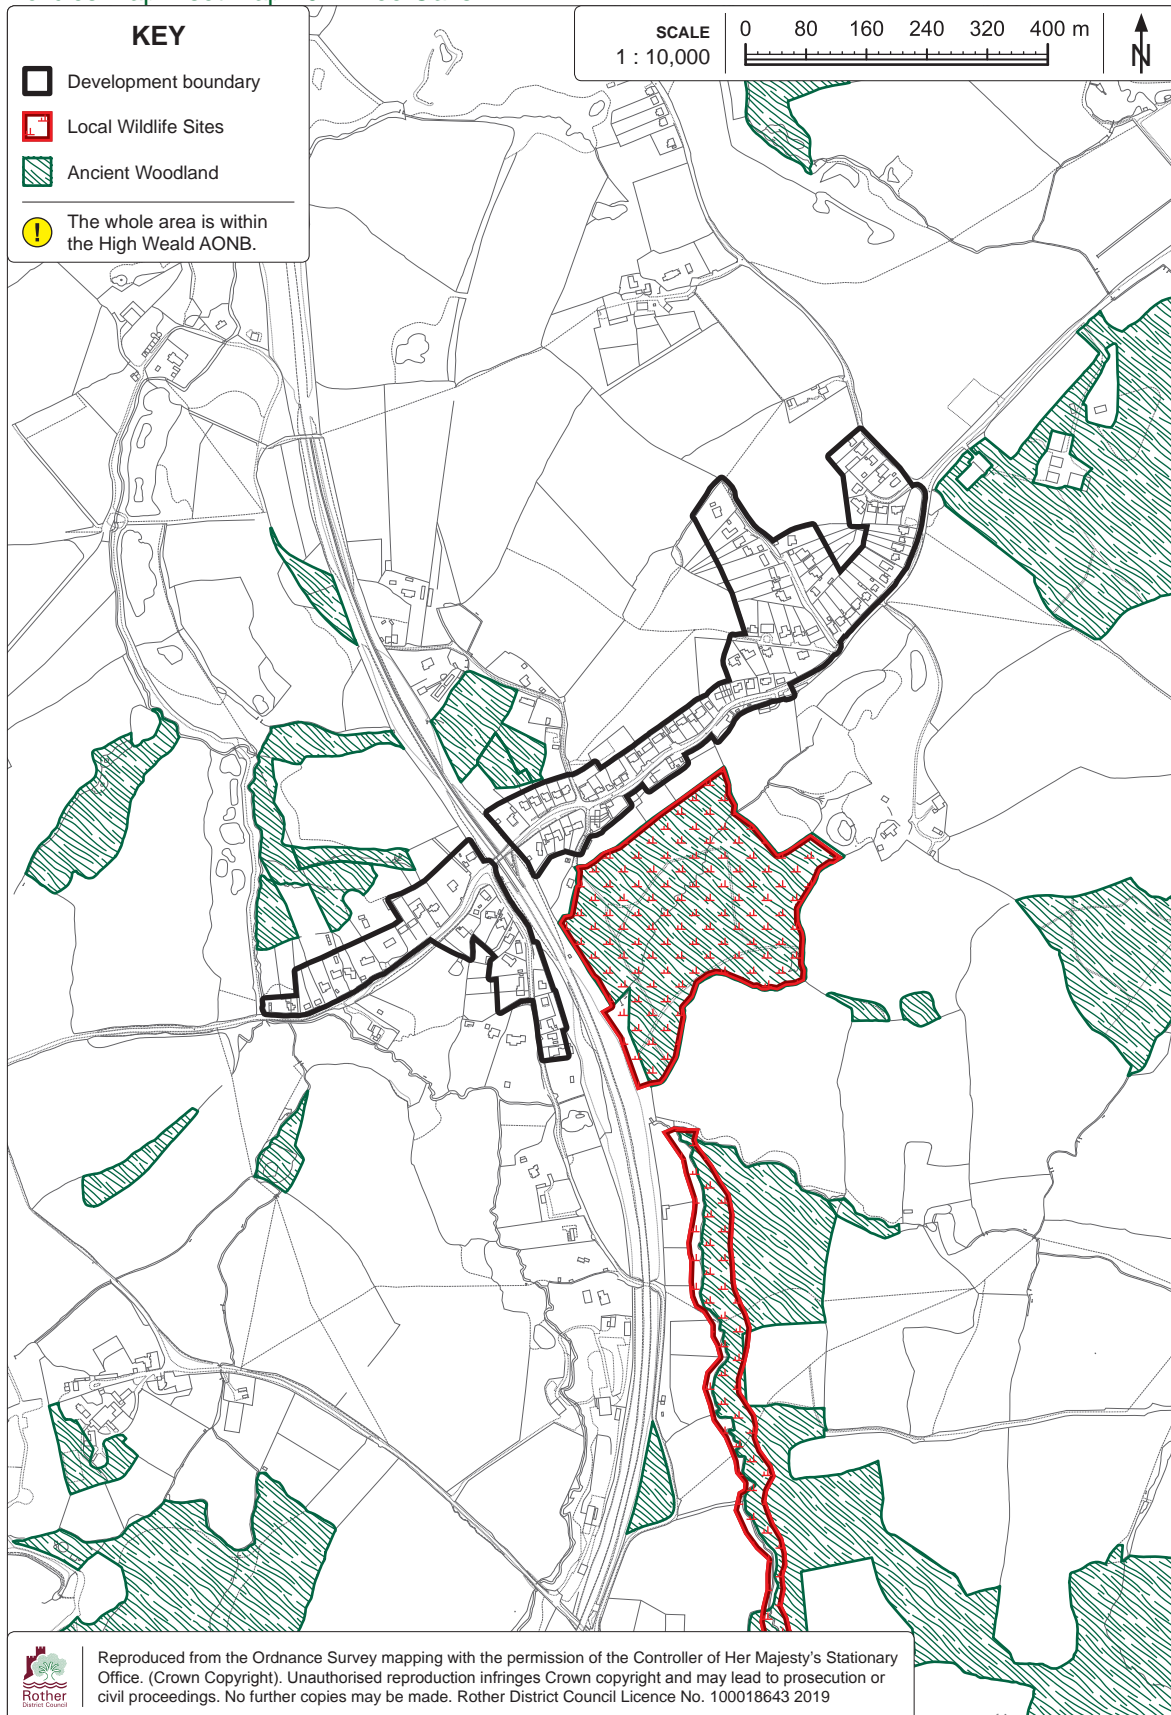 KEY
Development boundary
Local Wildlife Sites
Ancient Woodland
!
The whole area is within
the High Weald AONB.
SCALE
1 : 10,000
0 80 160 240 320 400 m
N
Rother
District Council
Reproduced from the Ordnance Survey mapping with the permission of the Controller of Her Majesty's Stationary
Office. (Crown Copyright). Unauthorised reproduction infringes Crown copyright and may lead to prosecution or
civil proceedings. No further copies may be made. Rother District Council Licence No. 100018643 2019